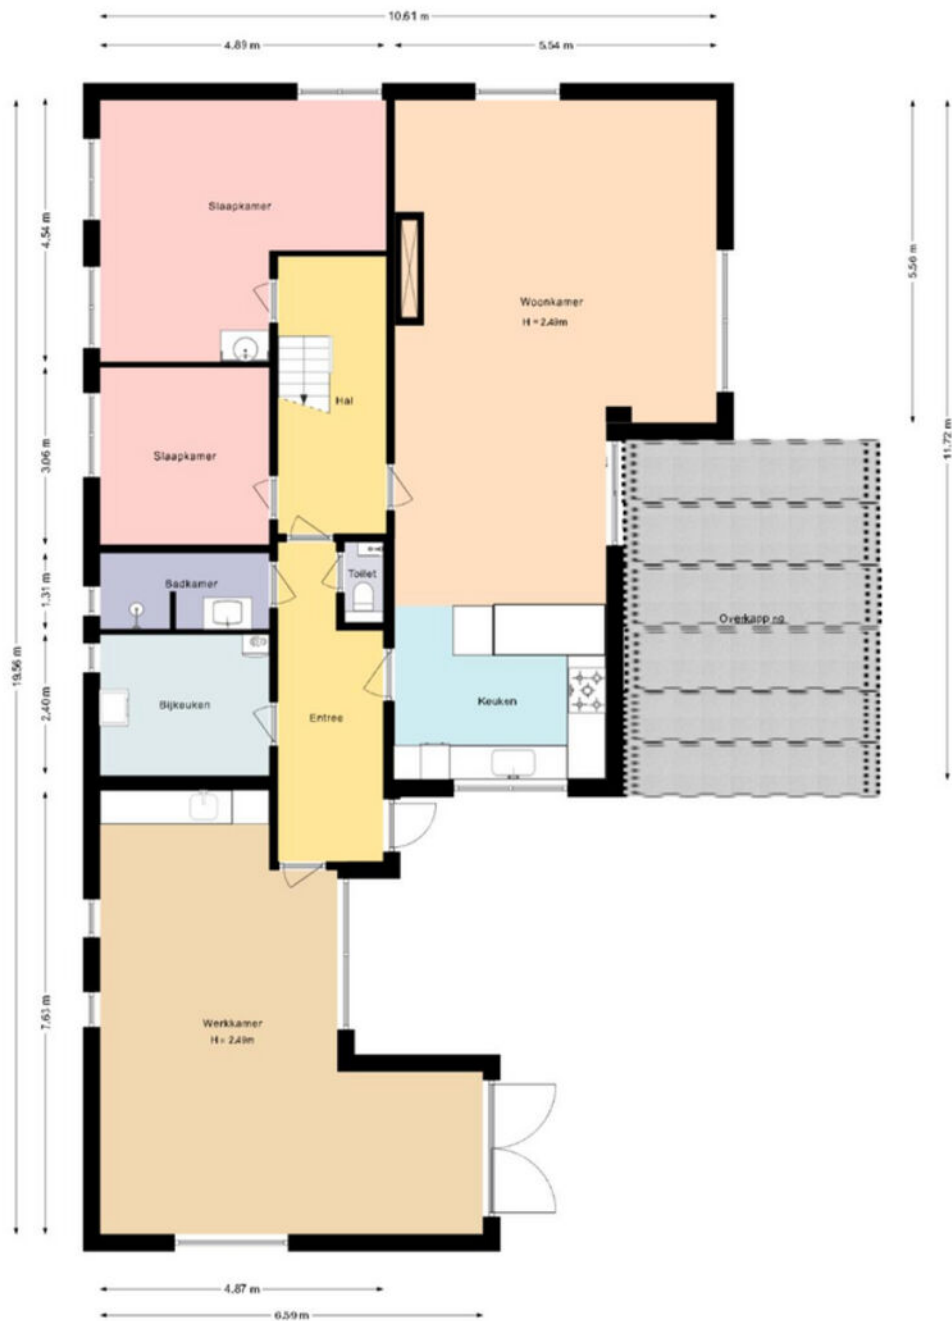 10.61 m
4.89 m
5.54 m
Slaapkamer
4.54 m
5.56 m
Woonkamer
H = 2.49m
Hal
11.72 m
Slaapkamer
3.06 m
Toilet
Badkamer
1.31 m
Overkapping
19.56 m
2.40 m
Bijkeuken
Keuken
Entree
7.63 m
Werkkamer
H = 2.49m
4.87 m
6.59 m